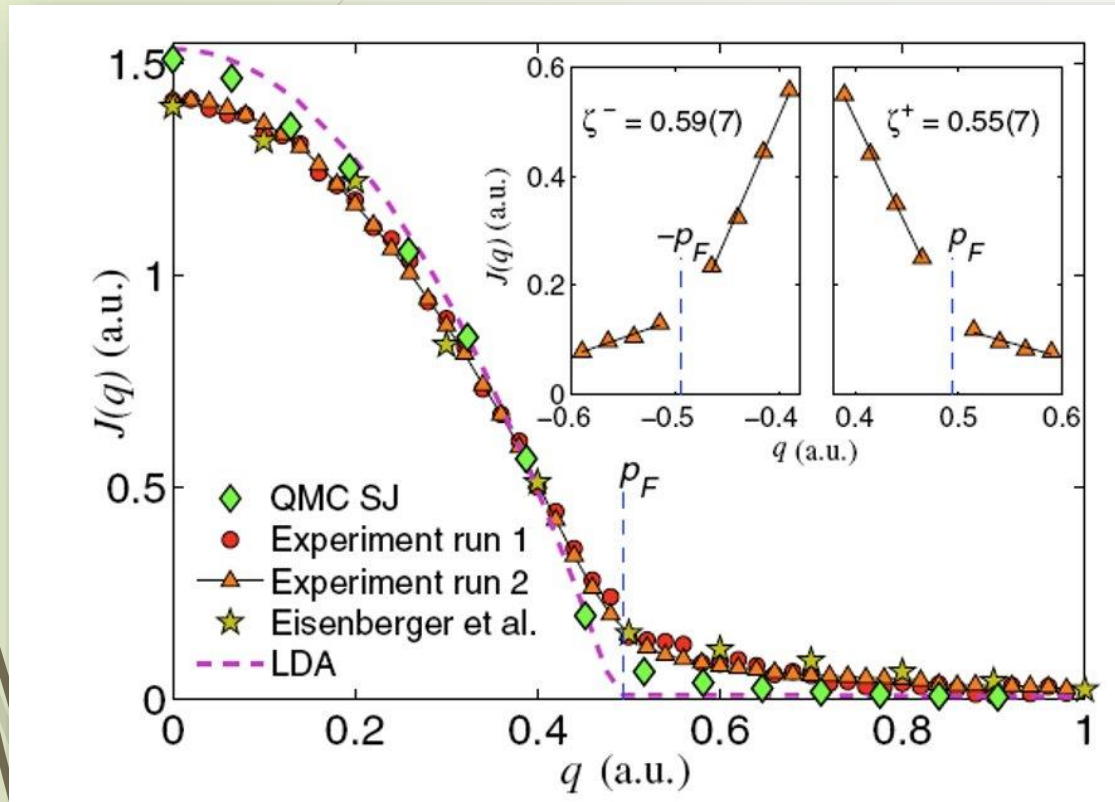 1.5
1
0.5
0
J(q) (a.u.)
0 0.2 0.4 0.6 0.8 1
q (a.u.)
QMC SJ
Experiment run 1
Experiment run 2
Eisenberger et al.
LDA
p_F
0.6
0.4
0.2
0
J(q) (a.u.)
ζ⁻ = 0.59(7)
-p_F
−0.6 −0.5 −0.4
ζ⁺ = 0.55(7)
p_F
0.4 0.5 0.6
q (a.u.)